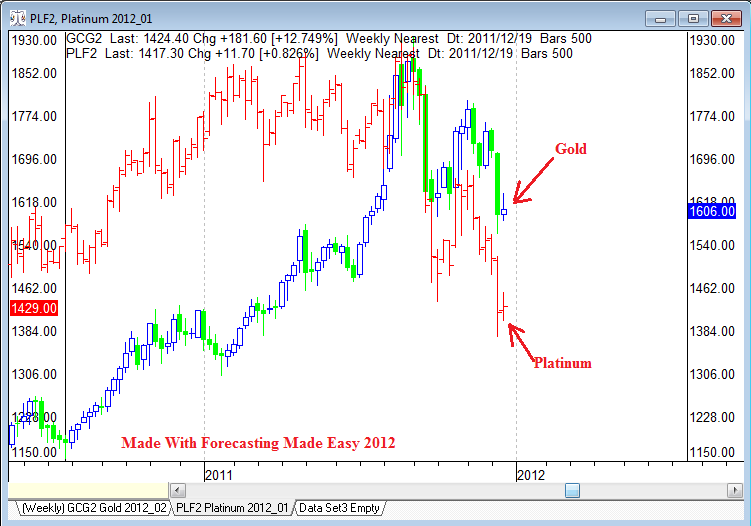 PLF2, Platinum 2012_01
GCG2 Last: 1424.40 Chg +181.60 [+12.749%] Weekly Nearest Dt: 2011/12/19 Bars 500
PLF2 Last: 1417.30 Chg +11.70 [+0.826%] Weekly Nearest Dt: 2011/12/19 Bars 500
1930.00 1930.00
1852.00 1852.00
1774.00 1774.00
Gold
1696.00 1696.00
1618.00 1618.00
1606.00
1540.00 1540.00
1462.00 1462.00
1429.00
1384.00 1384.00
Platinum
1306.00 1306.00
1228.00 1228.00
Made With Forecasting Made Easy 2012
1150.00 1150.00
2011 2012
(Weekly) GCG2 Gold 2012_02 PLF2 Platinum 2012_01 Data Set3 Empty